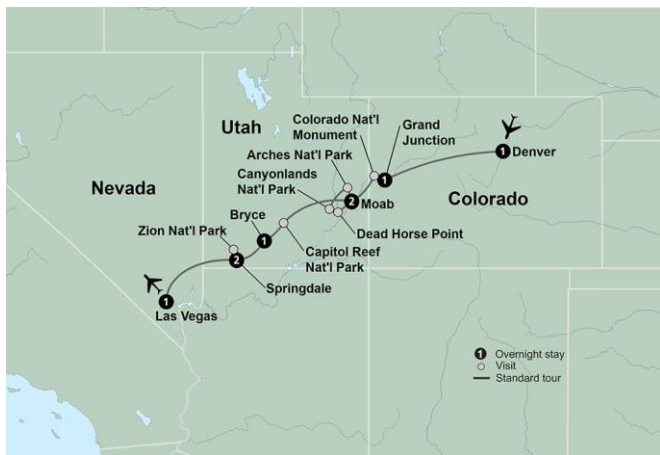 Utah
Colorado Nat'l
Monument
Grand
Junction
1
Denver
Arches Nat'l Park
Canyonlands
Nat'l Park
1
Nevada
2
Moab
Colorado
Bryce
Zion Nat'l Park
1
Dead Horse Point
Capitol Reef
Nat'l Park
2
Springdale
1
Las Vegas
1 Overnight stay
Visit
Standard tour